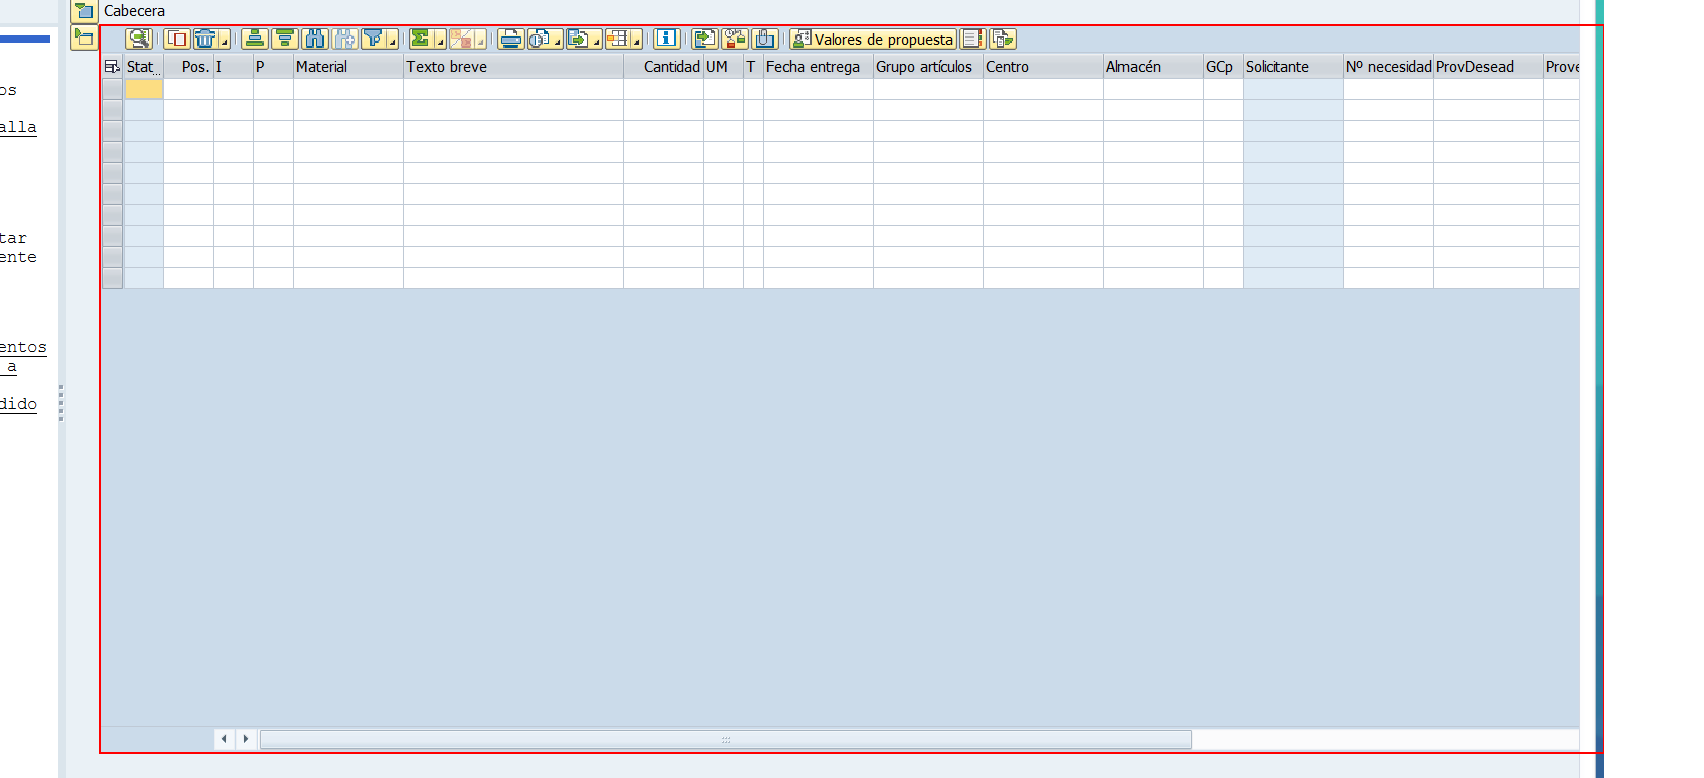 Cabecera
Valores de propuesta
Stat Pos. I P Material Texto breve Cantidad UM T Fecha entrega Grupo artículos Centro Almacén GCp Solicitante Nº necesidad ProvDesead Prove
os
alla
tar
ente
entos
a
dido